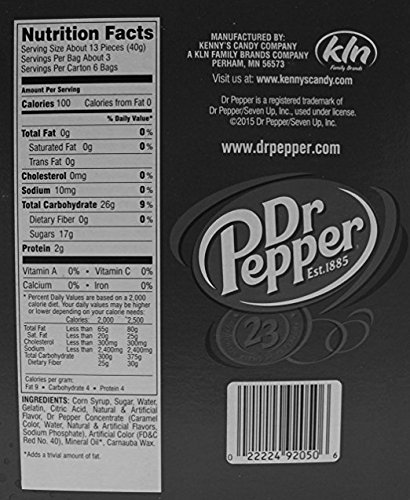 Nutrition Facts
Serving Size About 13 Pieces (40g)
Servings Per Bag About 3
Servings Per Carton 6 Bags
Amount Per Serving
Calories 100 Calories from Fat 0
% Daily Value*
Total Fat 0g 0%
Saturated Fat 0g 0%
Trans Fat 0g
Cholesterol 0mg 0%
Sodium 10mg 0%
Total Carbohydrate 26g 9%
Dietary Fiber 0g 0%
Sugars 17g
Protein 2g
Vitamin A 0% • Vitamin C 0%
Calcium 0% • Iron 0%
* Percent Daily Values are based on a 2,000
calorie diet. Your daily values may be higher
or lower depending on your calorie needs:
Calories: 2,000 2,500
Total Fat Less than 65g 80g
Sat. Fat Less than 20g 25g
Cholesterol Less than 300mg 300mg
Sodium Less than 2,400mg 2,400mg
Total Carbohydrate 300g 375g
Dietary Fiber 25g 30g
Calories per gram:
Fat 9 • Carbohydrate 4 • Protein 4
INGREDIENTS: Corn Syrup, Sugar, Water,
Gelatin, Citric Acid, Natural & Artificial
Flavor, Dr Pepper Concentrate (Caramel
Color, Water, Natural & Artificial Flavors,
Sodium Phosphate), Artificial Color (FD&C
Red No. 40), Mineral Oil*, Carnauba Wax.
*Adds a trivial amount of fat.
MANUFACTURED BY:
KENNY'S CANDY COMPANY
A KLN FAMILY BRANDS COMPANY
PERHAM, MN 56573
kln
Family Brands
Visit us at: www.kennyscandy.com
Dr Pepper is a registered trademark of
Dr Pepper/Seven Up, Inc., used under license.
©2015 Dr Pepper/Seven Up, Inc.
www.drpepper.com
Dr
Pepper
Est.1885
23
0 22224 92050 6